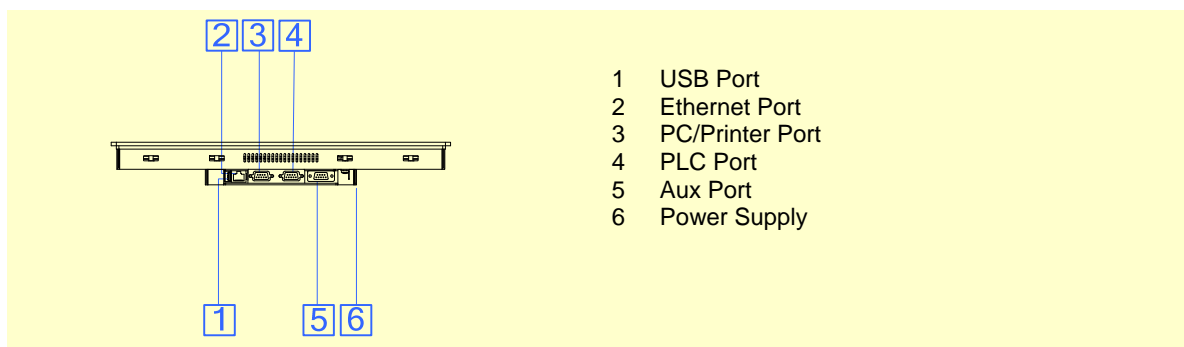 2 3 4
1 USB Port
2 Ethernet Port
3 PC/Printer Port
4 PLC Port
5 Aux Port
6 Power Supply
1 5 6